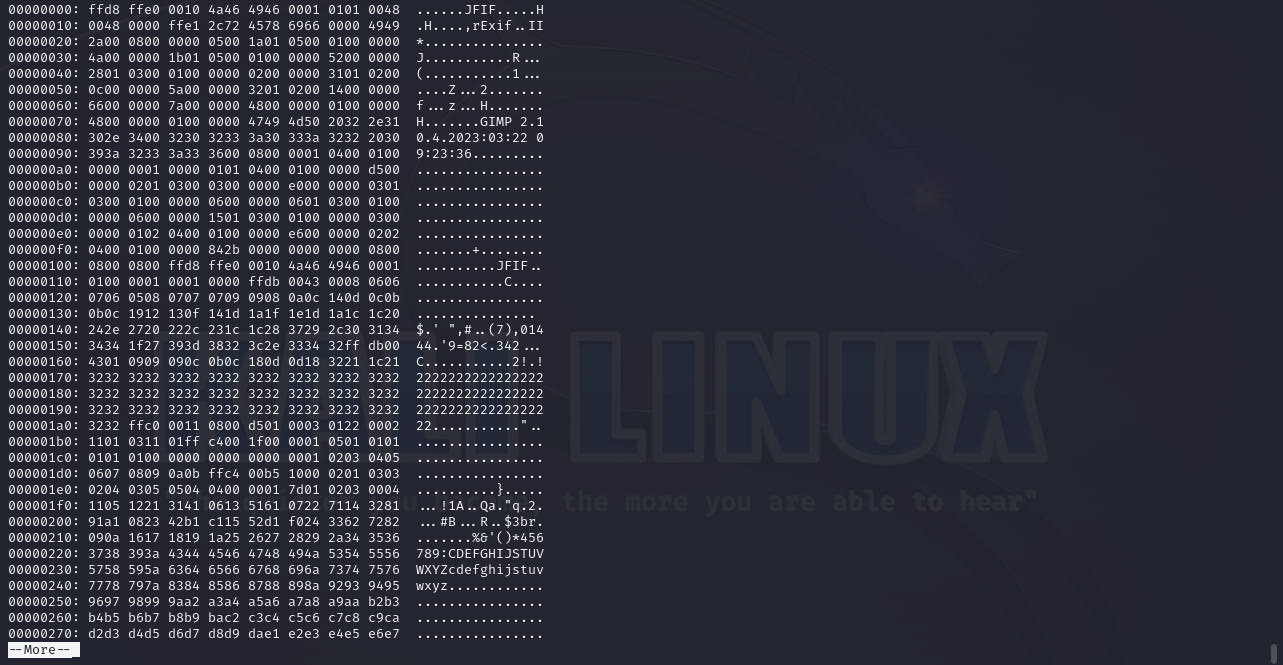 00000000: ffd8 ffe0 0010 4a46 4946 0001 0101 0048  ......JFIF.....H
00000010: 0048 0000 ffe1 2c72 4578 6966 0000 4949  .H....,rExif..II
00000020: 2a00 0800 0000 0500 1a01 0500 0100 0000  *...............
00000030: 4a00 0000 1b01 0500 0100 0000 5200 0000  J...........R...
00000040: 2801 0300 0100 0000 0200 0000 3101 0200  (...........1...
00000050: 0c00 0000 5a00 0000 3201 0200 1400 0000  ....Z...2.......
00000060: 6600 0000 7a00 0000 4800 0000 0100 0000  f...z...H.......
00000070: 4800 0000 0100 0000 4749 4d50 2032 2e31  H.......GIMP 2.1
00000080: 302e 3400 3230 3233 3a30 333a 3232 2030  0.4.2023:03:22 0
00000090: 393a 3233 3a33 3600 0800 0001 0400 0100  9:23:36.........
000000a0: 0000 0001 0000 0101 0400 0100 0000 d500  ................
000000b0: 0000 0201 0300 0300 0000 e000 0000 0301  ................
000000c0: 0300 0100 0000 0600 0000 0601 0300 0100  ................
000000d0: 0000 0600 0000 1501 0300 0100 0000 0300  ................
000000e0: 0000 0102 0400 0100 0000 e600 0000 0202  ................
000000f0: 0400 0100 0000 842b 0000 0000 0000 0800  .......+........
00000100: 0800 0800 ffd8 ffe0 0010 4a46 4946 0001  ..........JFIF..
00000110: 0100 0001 0001 0000 ffdb 0043 0008 0606  ...........C....
00000120: 0706 0508 0707 0709 0908 0a0c 140d 0c0b  ................
00000130: 0b0c 1912 130f 141d 1a1f 1e1d 1a1c 1c20  ...............
00000140: 242e 2720 222c 231c 1c28 3729 2c30 3134  $.' ",#..(7),014
00000150: 3434 1f27 393d 3832 3c2e 3334 32ff db00  44.'9=82<.342...
00000160: 4301 0909 090c 0b0c 180d 0d18 3221 1c21  C...........2!.!
00000170: 3232 3232 3232 3232 3232 3232 3232 3232  2222222222222222
00000180: 3232 3232 3232 3232 3232 3232 3232 3232  2222222222222222
00000190: 3232 3232 3232 3232 3232 3232 3232 3232  2222222222222222
000001a0: 3232 ffc0 0011 0800 d501 0003 0122 0002  22...........".. 
000001b0: 1101 0311 01ff c400 1f00 0001 0501 0101  ................
000001c0: 0101 0100 0000 0000 0000 0001 0203 0405  ................
000001d0: 0607 0809 0a0b ffc4 00b5 1000 0201 0303  ................
000001e0: 0204 0305 0504 0400 0001 7d01 0203 0004  ..........}.....
000001f0: 1105 1221 3141 0613 5161 0722 7114 3281  ...!1A..Qa."q.2.
00000200: 91a1 0823 42b1 c115 52d1 f024 3362 7282  ...#B...R..$3br.
00000210: 090a 1617 1819 1a25 2627 2829 2a34 3536  .......%&'()*456
00000220: 3738 393a 4344 4546 4748 494a 5354 5556  789:CDEFGHIJSTUV
00000230: 5758 595a 6364 6566 6768 696a 7374 7576  WXYZcdefghijstuv
00000240: 7778 797a 8384 8586 8788 898a 9293 9495  wxyz............
00000250: 9697 9899 9aa2 a3a4 a5a6 a7a8 a9aa b2b3  ................
00000260: b4b5 b6b7 b8b9 bac2 c3c4 c5c6 c7c8 c9ca  ................
00000270: d2d3 d4d5 d6d7 d8d9 dae1 e2e3 e4e5 e6e7  ................
--More--
LINUX
the more you are able to hear"